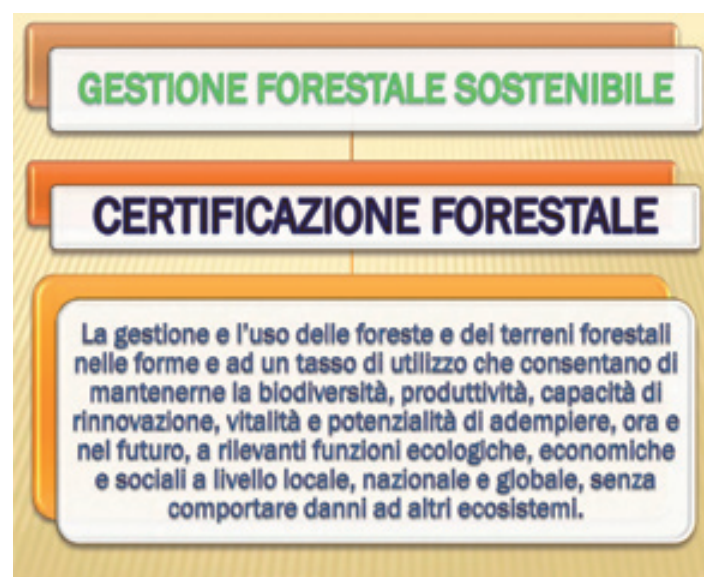 GESTIONE FORESTALE SOSTENIBILE
CERTIFICAZIONE FORESTALE
La gestione e l'uso delle foreste e dei terreni forestali
nelle forme e ad un tasso di utilizzo che consentano di
mantenerne la biodiversità, produttività, capacità di
rinnovazione, vitalità e potenzialità di adempiere, ora e
nel futuro, a rilevanti funzioni ecologiche, economiche
e sociali a livello locale, nazionale e globale, senza
comportare danni ad altri ecosistemi.